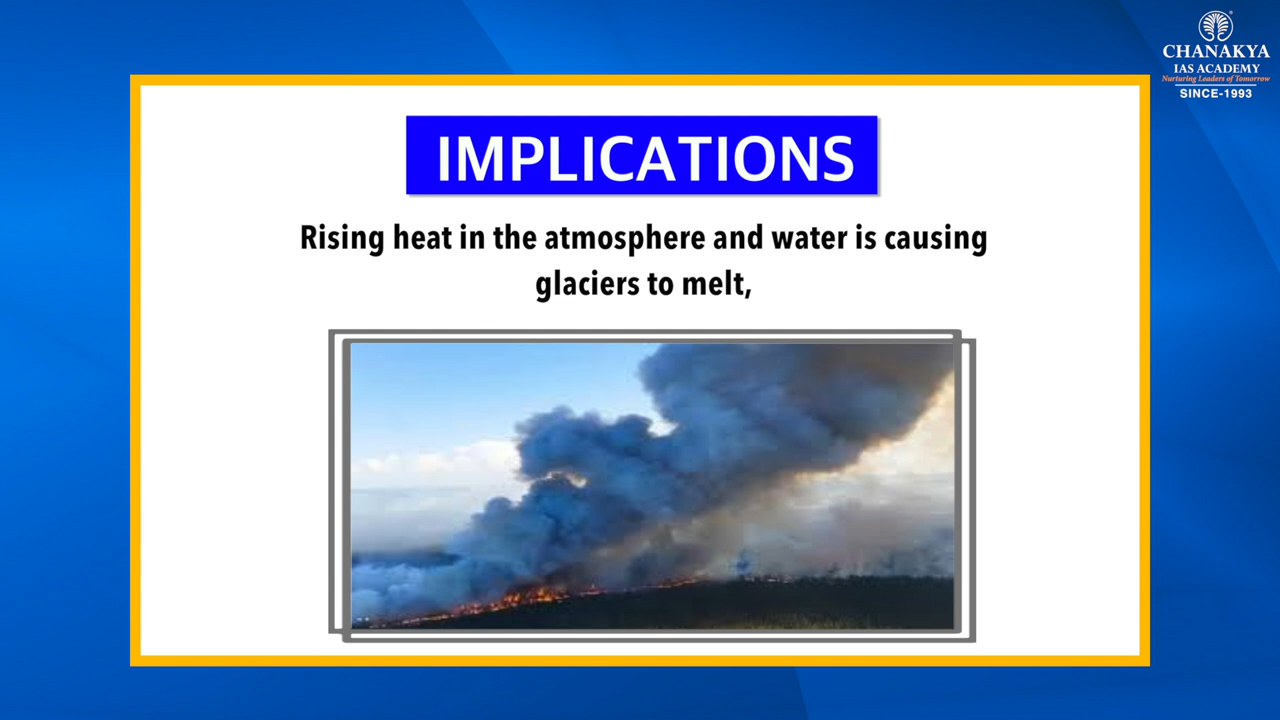 CHANAKYA
IAS ACADEMY
Nurturing Leaders of Tomorrow
SINCE-1993
IMPLICATIONS
Rising heat in the atmosphere and water is causing
glaciers to melt,